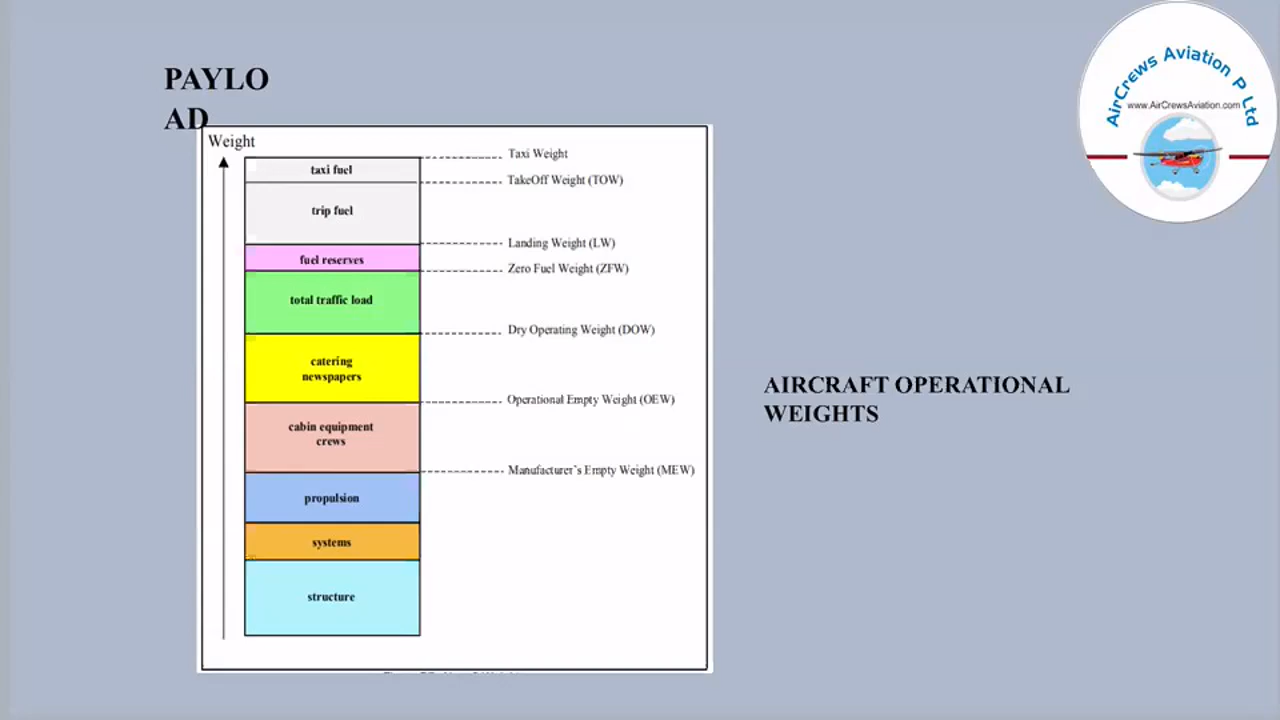 PAYLO
AD
AirCrews Aviation P Ltd
www.AirCrewsAviation.com
Weight
taxi fuel
Taxi Weight
TakeOff Weight (TOW)
trip fuel
Landing Weight (LW)
fuel reserves
Zero Fuel Weight (ZFW)
total traffic load
Dry Operating Weight (DOW)
catering
newspapers
Operational Empty Weight (OEW)
cabin equipment
crews
Manufacturer's Empty Weight (MEW)
propulsion
systems
structure
AIRCRAFT OPERATIONAL
WEIGHTS